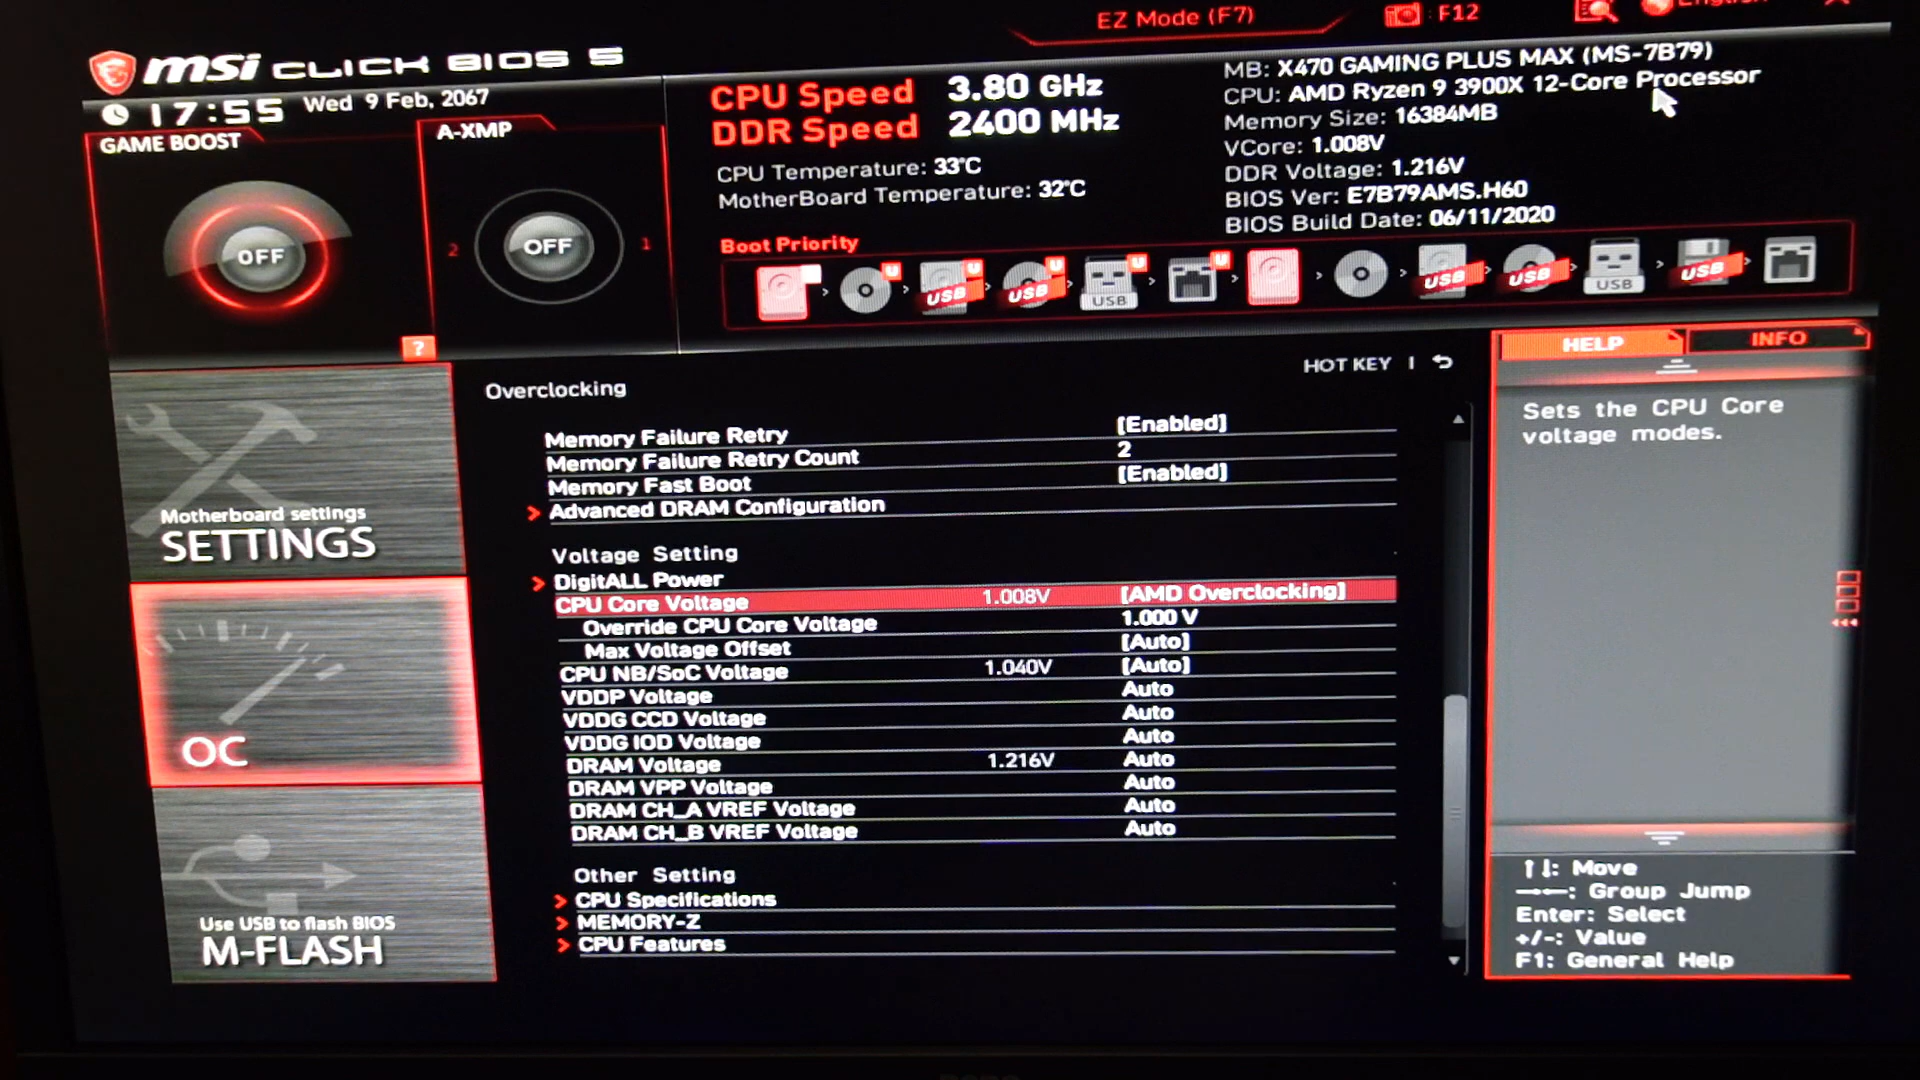 EZ Mode (F7)
: F12
msi CLICK BIOS 5
17:55 Wed 9 Feb, 2067
GAME BOOST
OFF
A-XMP
2 OFF 1
?
CPU Speed 3.80 GHz
DDR Speed 2400 MHz
CPU Temperature: 33°C
MotherBoard Temperature: 32°C
MB: X470 GAMING PLUS MAX (MS-7B79)
CPU: AMD Ryzen 9 3900X 12-Core Processor
Memory Size: 16384MB
VCore: 1.008V
DDR Voltage: 1.216V
BIOS Ver: E7B79AMS.H60
BIOS Build Date: 06/11/2020
Boot Priority
U U USB U USB U USB U USB USB USB USB
Motherboard settings
SETTINGS
OC
Use USB to flash BIOS
M-FLASH
HOT KEY |
Overclocking
Memory Failure Retry [Enabled]
Memory Failure Retry Count 2
Memory Fast Boot [Enabled]
> Advanced DRAM Configuration
Voltage Setting
> DigitALL Power
CPU Core Voltage 1.008V [AMD Overclocking]
Override CPU Core Voltage 1.000 V
Max Voltage Offset [Auto]
CPU NB/SoC Voltage 1.040V [Auto]
VDDP Voltage Auto
VDDG CCD Voltage Auto
VDDG IOD Voltage Auto
DRAM Voltage 1.216V Auto
DRAM VPP Voltage Auto
DRAM CH_A VREF Voltage Auto
DRAM CH_B VREF Voltage Auto
Other Setting
> CPU Specifications
> MEMORY-Z
> CPU Features
HELP
INFO
Sets the CPU Core
voltage modes.
↑↓: Move
→←: Group Jump
Enter: Select
+/-: Value
F1: General Help